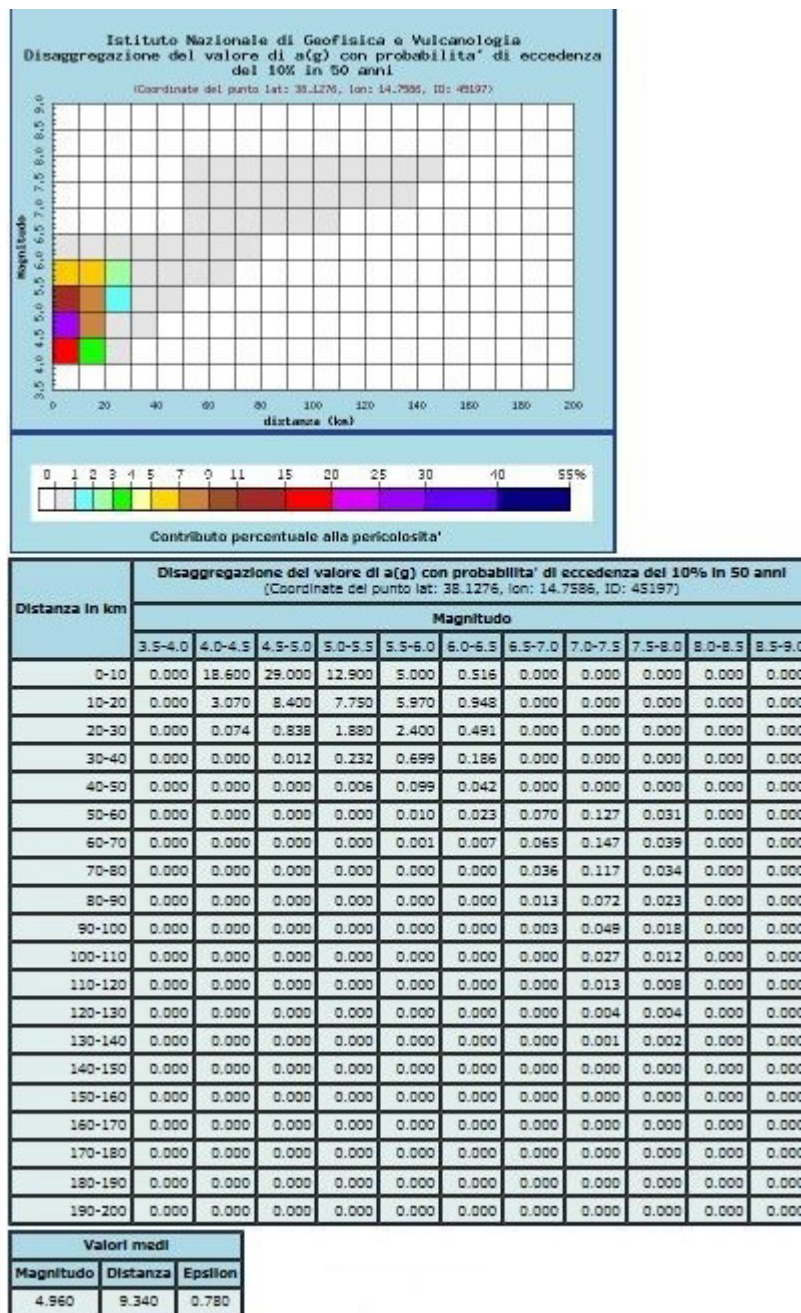 Istituto Nazionale di Geofisica e Vulcanologia
Disaggregazione del valore di a(g) con probabilita' di eccedenza
del 10% in 50 anni
(Coordinate del punto lat: 38.1276, lon: 14.7586, ID: 45197)
Magnitudo
9.0
8.5
8.0
7.5
7.0
6.5
6.0
5.5
5.0
4.5
4.0
3.5
0 20 40 60 80 100 120 140 160 180 200
distanza (km)
0 1 2 3 4 5 7 9 11 15 20 25 30 40 55%
Contributo percentuale alla pericolosita'
Disaggregazione del valore di a(g) con probabilita' di eccedenza del 10% in 50 anni
(Coordinate del punto lat: 38.1276, lon: 14.7586, ID: 45197)
Distanza in km
Magnitudo
3.5-4.0 4.0-4.5 4.5-5.0 5.0-5.5 5.5-6.0 6.0-6.5 6.5-7.0 7.0-7.5 7.5-8.0 8.0-8.5 8.5-9.0
0-10 0.000 18.600 29.000 12.900 5.000 0.516 0.000 0.000 0.000 0.000 0.000
10-20 0.000 3.070 8.400 7.750 5.970 0.948 0.000 0.000 0.000 0.000 0.000
20-30 0.000 0.074 0.838 1.880 2.400 0.491 0.000 0.000 0.000 0.000 0.000
30-40 0.000 0.000 0.012 0.232 0.699 0.186 0.000 0.000 0.000 0.000 0.000
40-50 0.000 0.000 0.000 0.006 0.099 0.042 0.000 0.000 0.000 0.000 0.000
50-60 0.000 0.000 0.000 0.000 0.010 0.023 0.070 0.127 0.031 0.000 0.000
60-70 0.000 0.000 0.000 0.000 0.001 0.007 0.065 0.147 0.039 0.000 0.000
70-80 0.000 0.000 0.000 0.000 0.000 0.000 0.036 0.117 0.034 0.000 0.000
80-90 0.000 0.000 0.000 0.000 0.000 0.000 0.013 0.072 0.023 0.000 0.000
90-100 0.000 0.000 0.000 0.000 0.000 0.000 0.003 0.049 0.018 0.000 0.000
100-110 0.000 0.000 0.000 0.000 0.000 0.000 0.000 0.027 0.012 0.000 0.000
110-120 0.000 0.000 0.000 0.000 0.000 0.000 0.000 0.013 0.008 0.000 0.000
120-130 0.000 0.000 0.000 0.000 0.000 0.000 0.000 0.004 0.004 0.000 0.000
130-140 0.000 0.000 0.000 0.000 0.000 0.000 0.000 0.001 0.002 0.000 0.000
140-150 0.000 0.000 0.000 0.000 0.000 0.000 0.000 0.000 0.000 0.000 0.000
150-160 0.000 0.000 0.000 0.000 0.000 0.000 0.000 0.000 0.000 0.000 0.000
160-170 0.000 0.000 0.000 0.000 0.000 0.000 0.000 0.000 0.000 0.000 0.000
170-180 0.000 0.000 0.000 0.000 0.000 0.000 0.000 0.000 0.000 0.000 0.000
180-190 0.000 0.000 0.000 0.000 0.000 0.000 0.000 0.000 0.000 0.000 0.000
190-200 0.000 0.000 0.000 0.000 0.000 0.000 0.000 0.000 0.000 0.000 0.000
Valori medi
Magnitudo Distanza Epsilon
4.960 9.340 0.780